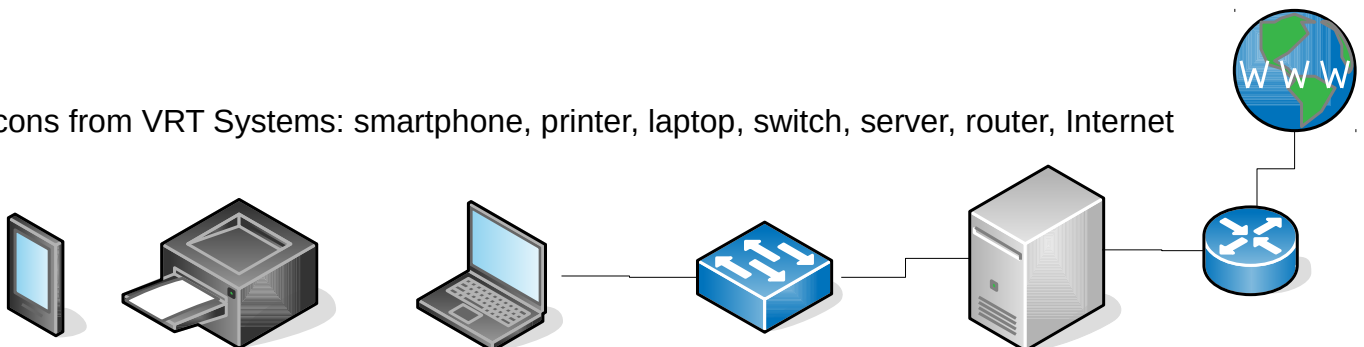 WWW
cons from VRT Systems: smartphone, printer, laptop, switch, server, router, Internet